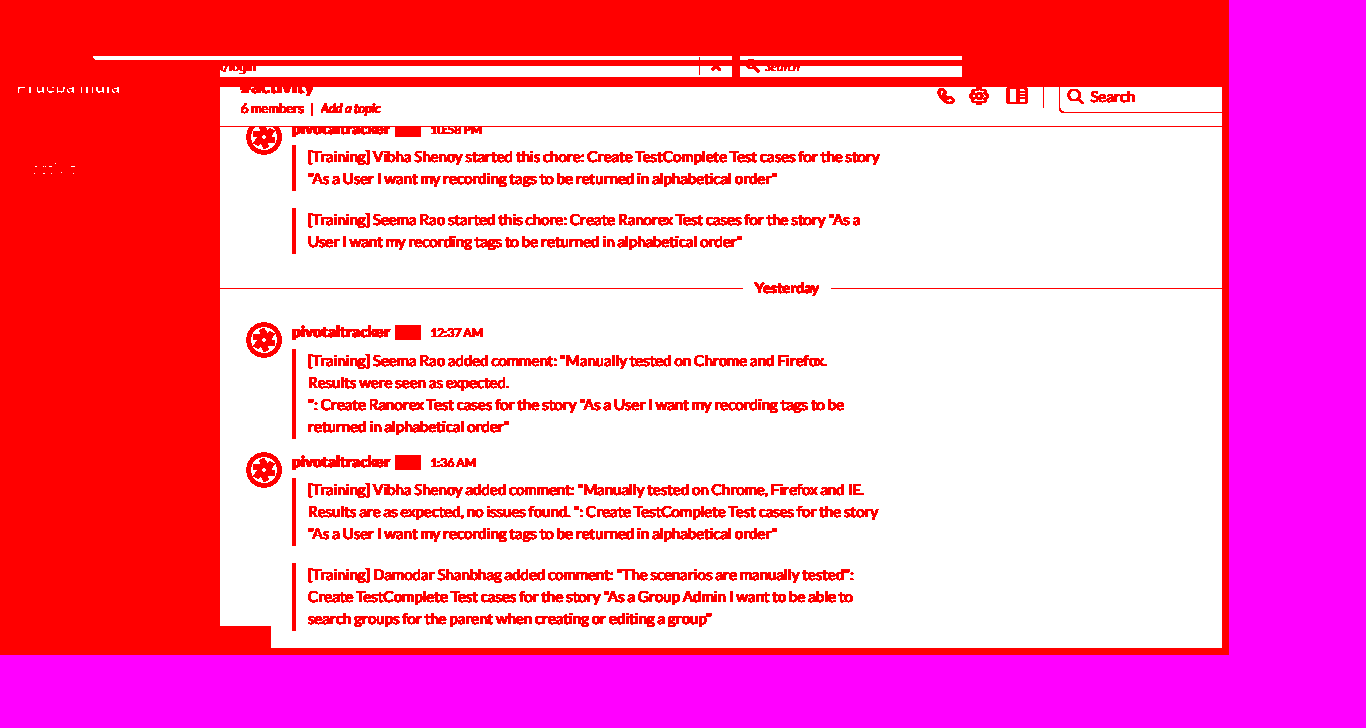 /login
Search
Prueba India
#activity
6 members | Add a topic
Search
pivotaltracker 10:58 PM
[Training] Vibha Shenoy started this chore: Create TestComplete Test cases for the story
"As a User I want my recording tags to be returned in alphabetical order"
[Training] Seema Rao started this chore: Create Ranorex Test cases for the story "As a
User I want my recording tags to be returned in alphabetical order"
Yesterday
pivotaltracker 12:37 AM
[Training] Seema Rao added comment: "Manually tested on Chrome and Firefox.
Results were seen as expected.
": Create Ranorex Test cases for the story "As a User I want my recording tags to be
returned in alphabetical order"
pivotaltracker 1:36 AM
[Training] Vibha Shenoy added comment: "Manually tested on Chrome, Firefox and IE.
Results are as expected, no issues found. ": Create TestComplete Test cases for the story
"As a User I want my recording tags to be returned in alphabetical order"
[Training] Damodar Shanbhag added comment: "The scenarios are manually tested":
Create TestComplete Test cases for the story "As a Group Admin I want to be able to
search groups for the parent when creating or editing a group"